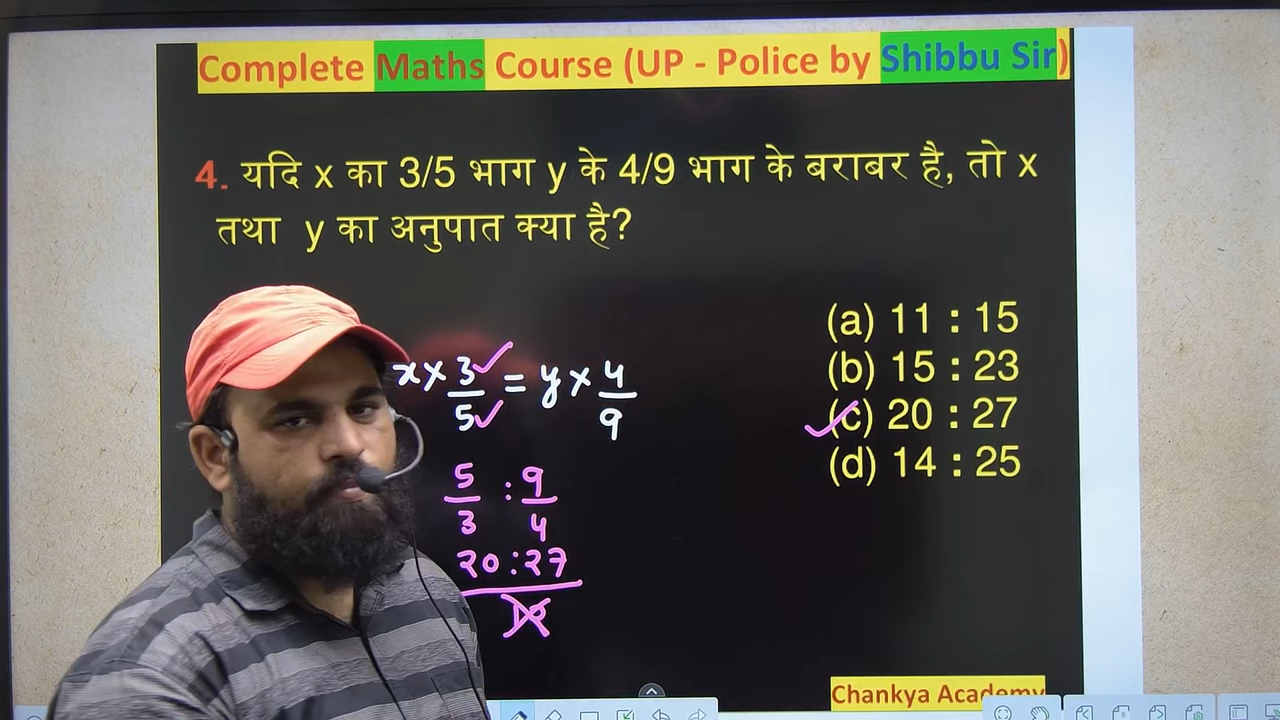 Complete Maths Course (UP - Police by Shibbu Sir)
4. यदि x का 3/5 भाग y के 4/9 भाग के बराबर है, तो x
तथा y का अनुपात क्या है?
(a) 11 : 15
(b) 15 : 23
(c) 20 : 27
(d) 14 : 25
x × 3/5 = y × 4/9
5/3 : 9/4
20 : 27
Chankya Academy